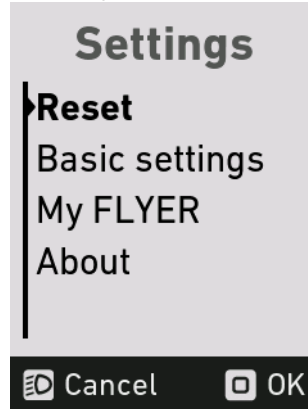 Settings
Reset
Basic settings
My FLYER
About
Cancel OK